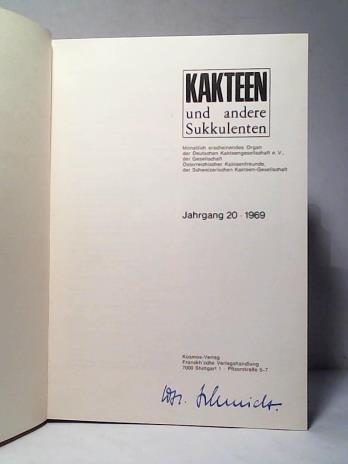 KAKTEEN
und andere
Sukkulenten
Monatlich erscheinendes Organ
der Deutschen Kakteengesellschaft e. V.,
der Gesellschaft
Österreichischer Kakteenfreunde,
der Schweizerischen Kakteen-Gesellschaft
Jahrgang 20 · 1969
Kosmos-Verlag
Franckh'sche Verlagshandlung
7000 Stuttgart 1 · Pfizerstraße 5-7
Schmidt.